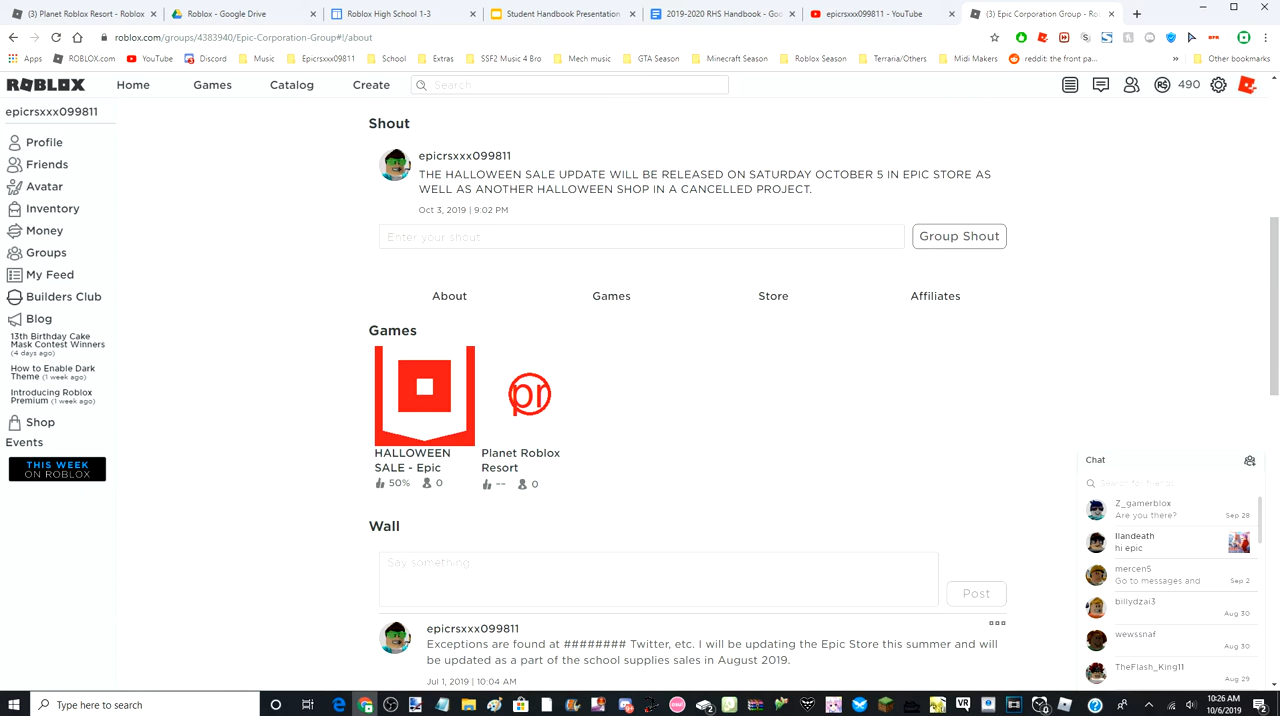 (3) Planet Roblox Resort - Roblox
Roblox - Google Drive
Roblox High School 1-3
Student Handbook Presentation
2019-2020 RHS Handbook - Goo
epicrsxxx09811 - YouTube
(3) Epic Corporation Group - Rob
roblox.com/groups/4383940/Epic-Corporation-Group#!/about
Apps
ROBLOX.com
YouTube
Discord
Music
Epicrsxxx09811
School
Extras
SSF2 Music 4 Bro
Mech music
GTA Season
Minecraft Season
Roblox Season
Terraria/Others
Midi Makers
reddit: the front pa...
»
Other bookmarks
ROBLOX
Home
Games
Catalog
Create
Search
490
epicrsxxx099811
Profile
Friends
Avatar
Inventory
Money
Groups
My Feed
Builders Club
Blog
13th Birthday Cake
Mask Contest Winners
(4 days ago)
How to Enable Dark
Theme (1 week ago)
Introducing Roblox
Premium (1 week ago)
Shop
Events
THIS WEEK
ON ROBLOX
Shout
epicrsxxx099811
THE HALLOWEEN SALE UPDATE WILL BE RELEASED ON SATURDAY OCTOBER 5 IN EPIC STORE AS
WELL AS ANOTHER HALLOWEEN SHOP IN A CANCELLED PROJECT.
Oct 3, 2019 | 9:02 PM
Enter your shout
Group Shout
About
Games
Store
Affiliates
Games
pr
HALLOWEEN
SALE - Epic
50%
0
Planet Roblox
Resort
--
0
Wall
Say something...
Post
epicrsxxx099811
Exceptions are found at ######## Twitter, etc. I will be updating the Epic Store this summer and will
be updated as a part of the school supplies sales in August 2019.
Jul 1, 2019 | 10:04 AM
Chat
Search for friends
Z_gamerblox
Are you there?
Sep 28
Ilandeath
hi epic
mercen5
Go to messages and
Sep 2
billydzai3
Aug 30
wewssnaf
Aug 30
TheFlash_King11
Aug 29
Type here to search
10:26 AM
10/6/2019